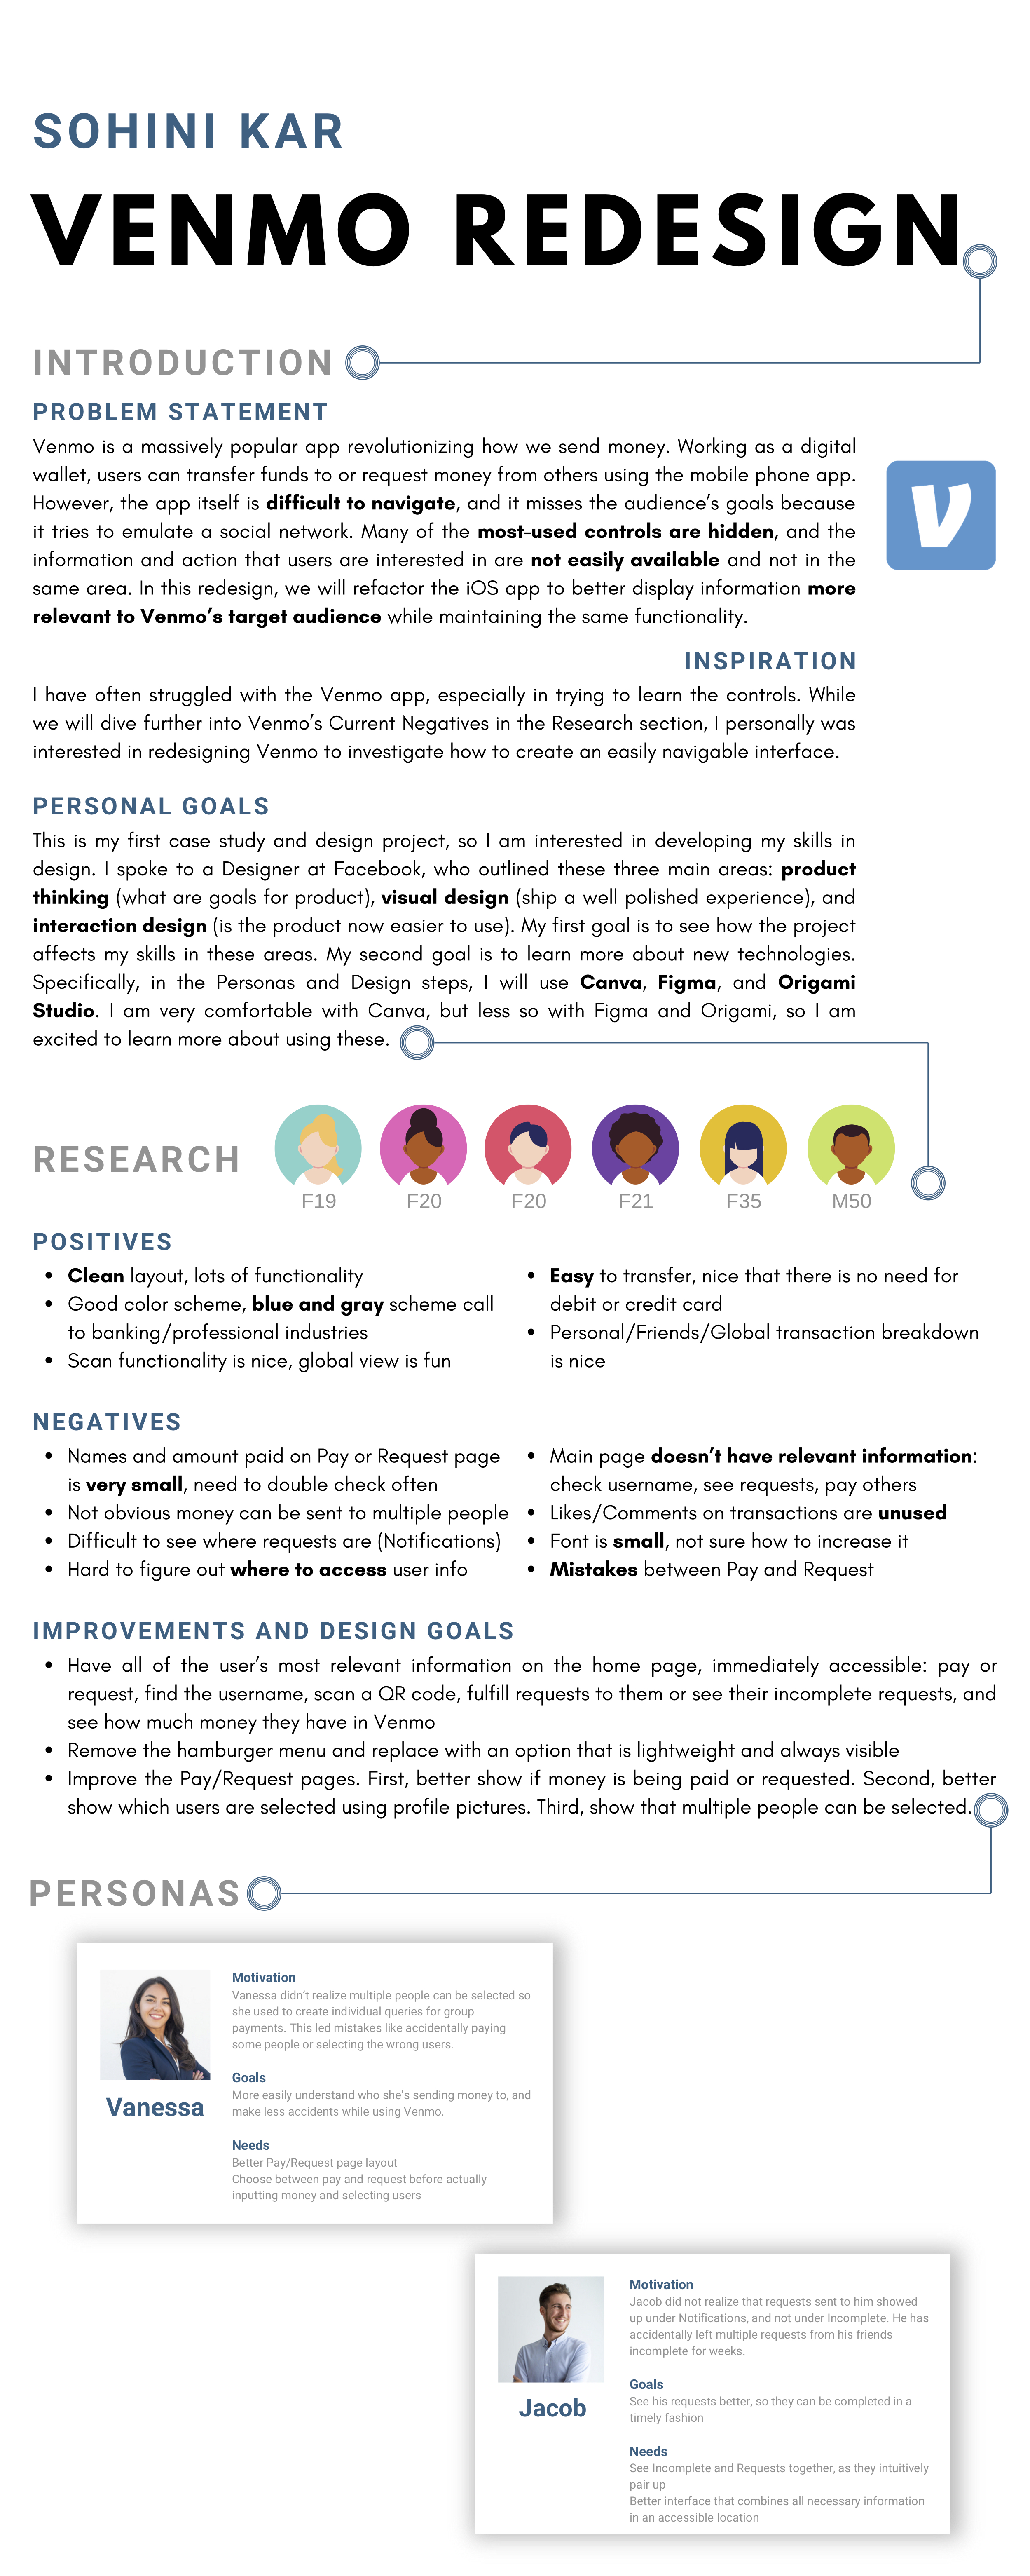 SOHINI KAR
VENMO REDESIGN
INTRODUCTION
PROBLEM STATEMENT
Venmo is a massively popular app revolutionizing how we send money. Working as a digital
wallet, users can transfer funds to or request money from others using the mobile phone app.
However, the app itself is difficult to navigate, and it misses the audience's goals because
it tries to emulate a social network. Many of the most-used controls are hidden, and the
information and action that users are interested in are not easily available and not in the
same area. In this redesign, we will refactor the iOS app to better display information more
relevant to Venmo's target audience while maintaining the same functionality.
V
INSPIRATION
I have often struggled with the Venmo app, especially in trying to learn the controls. While
we will dive further into Venmo's Current Negatives in the Research section, I personally was
interested in redesigning Venmo to investigate how to create an easily navigable interface.
PERSONAL GOALS
This is my first case study and design project, so I am interested in developing my skills in
design. I spoke to a Designer at Facebook, who outlined these three main areas: product
thinking (what are goals for product), visual design (ship a well polished experience), and
interaction design (is the product now easier to use). My first goal is to see how the project
affects my skills in these areas. My second goal is to learn more about new technologies.
Specifically, in the Personas and Design steps, I will use Canva, Figma, and Origami
Studio. I am very comfortable with Canva, but less so with Figma and Origami, so I am
excited to learn more about using these.
RESEARCH
F19 F20 F20 F21 F35 M50
POSITIVES
• Clean layout, lots of functionality
• Good color scheme, blue and gray scheme call
to banking/professional industries
• Scan functionality is nice, global view is fun
• Easy to transfer, nice that there is no need for
debit or credit card
• Personal/Friends/Global transaction breakdown
is nice
NEGATIVES
• Names and amount paid on Pay or Request page
is very small, need to double check often
• Not obvious money can be sent to multiple people
• Difficult to see where requests are (Notifications)
• Hard to figure out where to access user info
• Main page doesn't have relevant information:
check username, see requests, pay others
• Likes/Comments on transactions are unused
• Font is small, not sure how to increase it
• Mistakes between Pay and Request
IMPROVEMENTS AND DESIGN GOALS
• Have all of the user's most relevant information on the home page, immediately accessible: pay or
request, find the username, scan a QR code, fulfill requests to them or see their incomplete requests, and
see how much money they have in Venmo
• Remove the hamburger menu and replace with an option that is lightweight and always visible
• Improve the Pay/Request pages. First, better show if money is being paid or requested. Second, better
show which users are selected using profile pictures. Third, show that multiple people can be selected.
PERSONAS
Vanessa
Motivation
Vanessa didn't realize multiple people can be selected so
she used to create individual queries for group
payments. This led mistakes like accidentally paying
some people or selecting the wrong users.
Goals
More easily understand who she's sending money to, and
make less accidents while using Venmo.
Needs
Better Pay/Request page layout
Choose between pay and request before actually
inputting money and selecting users
Jacob
Motivation
Jacob did not realize that requests sent to him showed
up under Notifications, and not under Incomplete. He has
accidentally left multiple requests from his friends
incomplete for weeks.
Goals
See his requests better, so they can be completed in a
timely fashion
Needs
See Incomplete and Requests together, as they intuitively
pair up
Better interface that combines all necessary information
in an accessible location